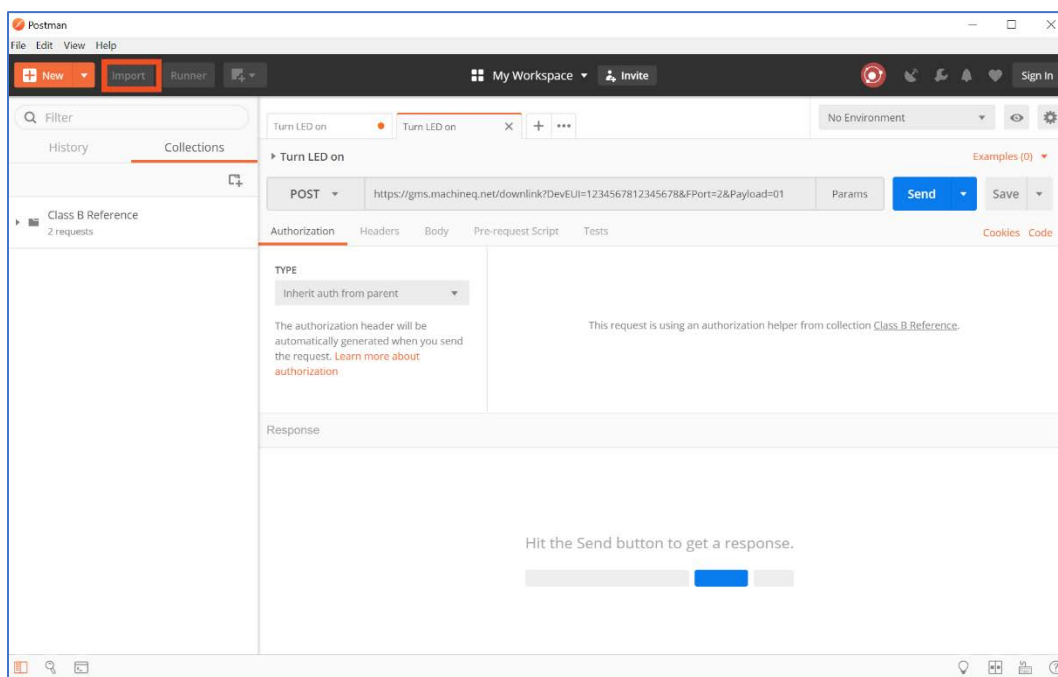 Postman
File Edit View Help
New Import Runner My Workspace Invite Sign In
Filter
History Collections
Class B Reference
2 requests
Turn LED on Turn LED on No Environment
Turn LED on Examples (0)
POST https://gms.machineq.net/downlink?DevEUI=1234567812345678&FPort=2&Payload=01 Params Send Save
Authorization Headers Body Pre-request Script Tests Cookies Code
TYPE
Inherit auth from parent
The authorization header will be
automatically generated when you send
the request. Learn more about
authorization
This request is using an authorization helper from collection Class B Reference.
Response
Hit the Send button to get a response.